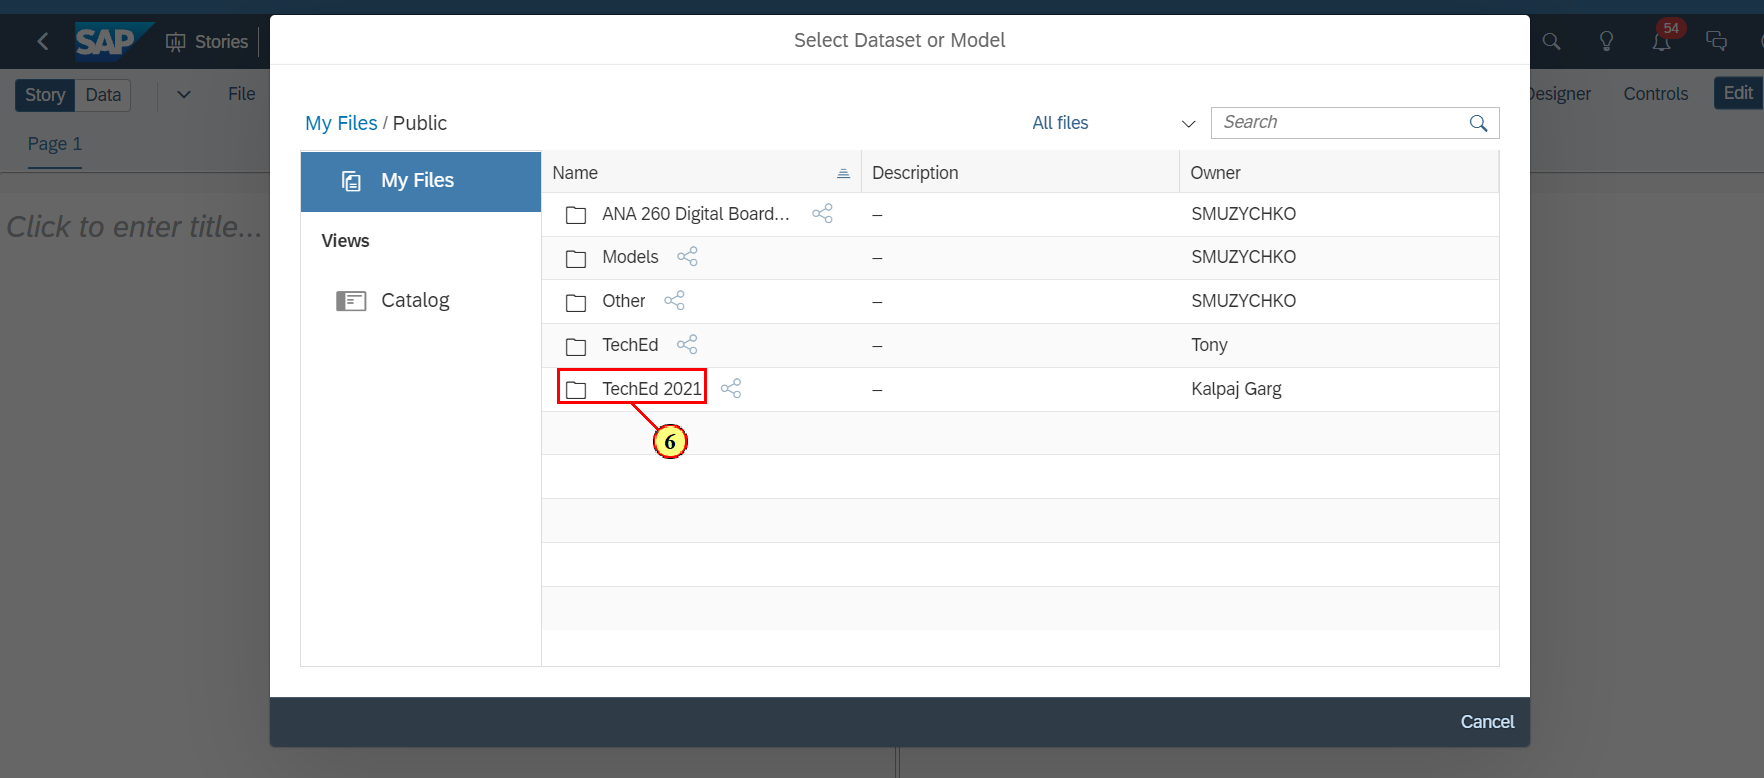 Select Dataset or Model
SAP Stories
54
Story Data File
Designer Controls Edit
Page 1
My Files / Public
All files
Search
Click to enter title...
My Files
Views
Catalog
Name Description Owner
ANA 260 Digital Board... – SMUZYCHKO
Models – SMUZYCHKO
Other – SMUZYCHKO
TechEd – Tony
TechEd 2021 – Kalpaj Garg
6
Cancel